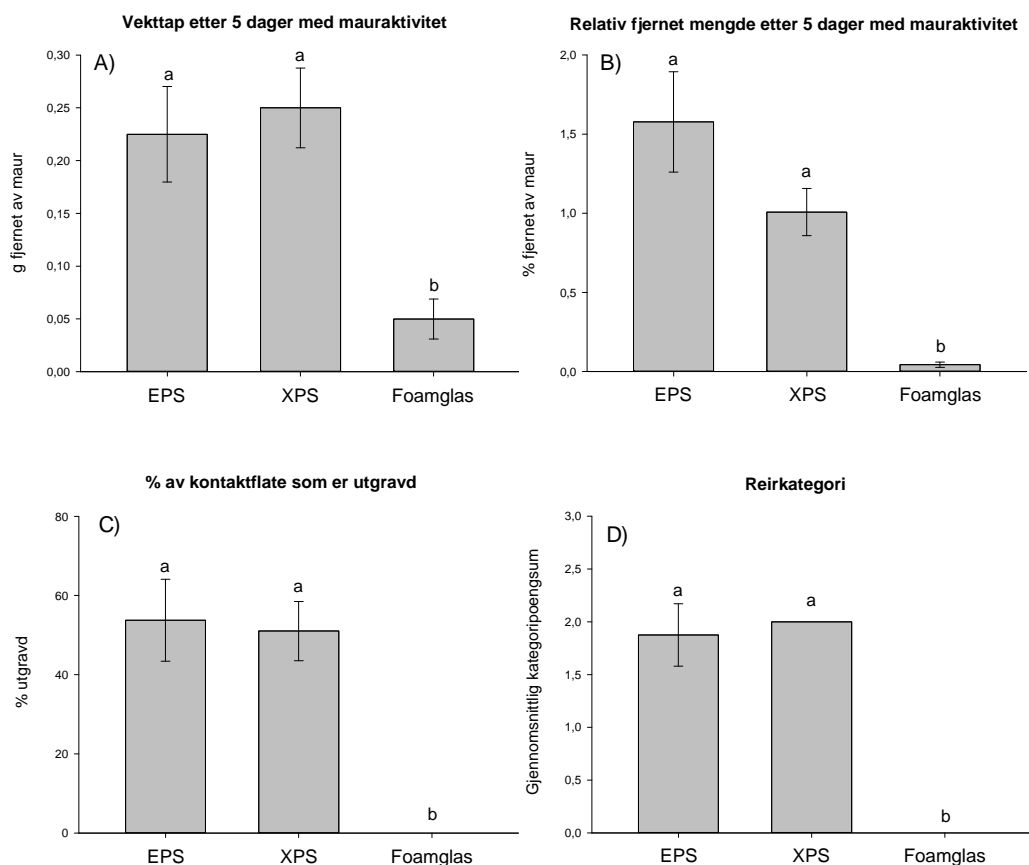 Vekttap etter 5 dager med mauraktivitet
A)
g fjernet av maur
0,30
0,25
0,20
0,15
0,10
0,05
0,00
a
a
b
EPS
XPS
Foamglas
Relativ fjernet mengde etter 5 dager med mauraktivitet
B)
% fjernet av maur
2,0
1,5
1,0
0,5
0,0
a
a
b
EPS
XPS
Foamglas
% av kontaktflate som er utgravd
C)
% utgravd
80
60
40
20
0
a
a
b
EPS
XPS
Foamglas
Reirkategori
D)
Gjennomsnittlig kategoripoengsum
3,0
2,5
2,0
1,5
1,0
0,5
0,0
a
a
b
EPS
XPS
Foamglas